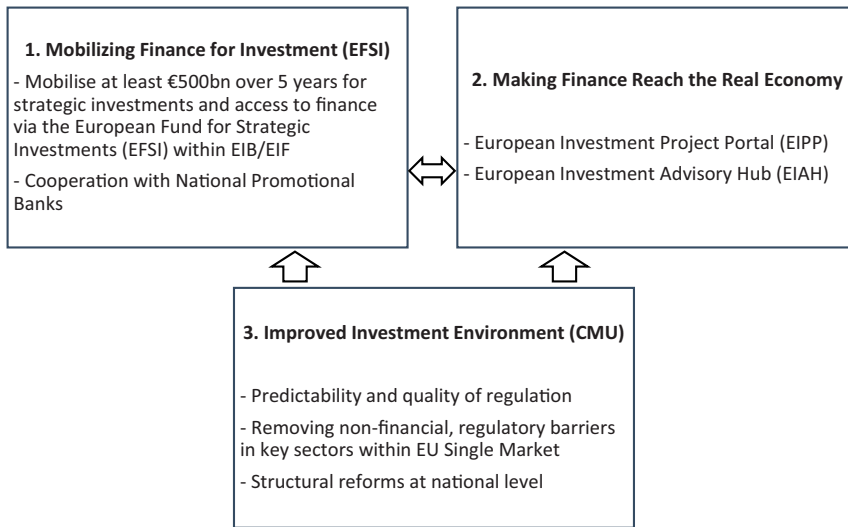 1. Mobilizing Finance for Investment (EFSI)
- Mobilise at least €500bn over 5 years for
strategic investments and access to finance
via the European Fund for Strategic
Investments (EFSI) within EIB/EIF
- Cooperation with National Promotional
Banks
2. Making Finance Reach the Real Economy
- European Investment Project Portal (EIPP)
- European Investment Advisory Hub (EIAH)
3. Improved Investment Environment (CMU)
- Predictability and quality of regulation
- Removing non-financial, regulatory barriers
in key sectors within EU Single Market
- Structural reforms at national level